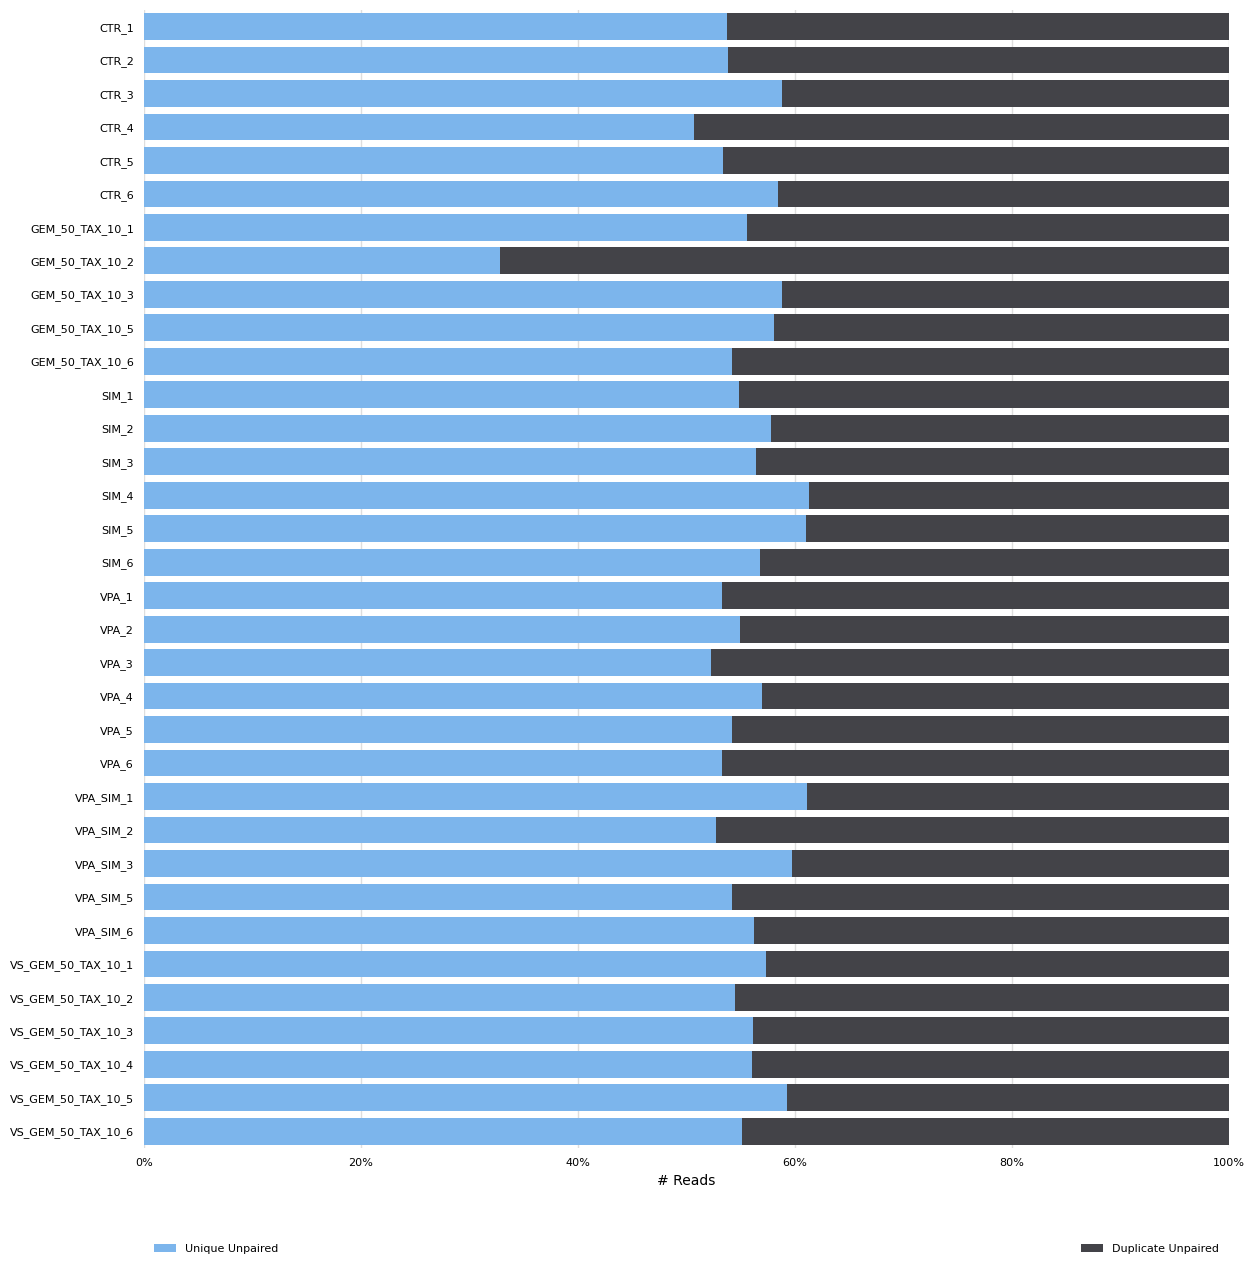 CTR_1
CTR_2
CTR_3
CTR_4
CTR_5
CTR_6
GEM_50_TAX_10_1
GEM_50_TAX_10_2
GEM_50_TAX_10_3
GEM_50_TAX_10_5
GEM_50_TAX_10_6
SIM_1
SIM_2
SIM_3
SIM_4
SIM_5
SIM_6
VPA_1
VPA_2
VPA_3
VPA_4
VPA_5
VPA_6
VPA_SIM_1
VPA_SIM_2
VPA_SIM_3
VPA_SIM_5
VPA_SIM_6
VS_GEM_50_TAX_10_1
VS_GEM_50_TAX_10_2
VS_GEM_50_TAX_10_3
VS_GEM_50_TAX_10_4
VS_GEM_50_TAX_10_5
VS_GEM_50_TAX_10_6
0% 20% 40% 60% 80% 100%
# Reads
Unique Unpaired Duplicate Unpaired